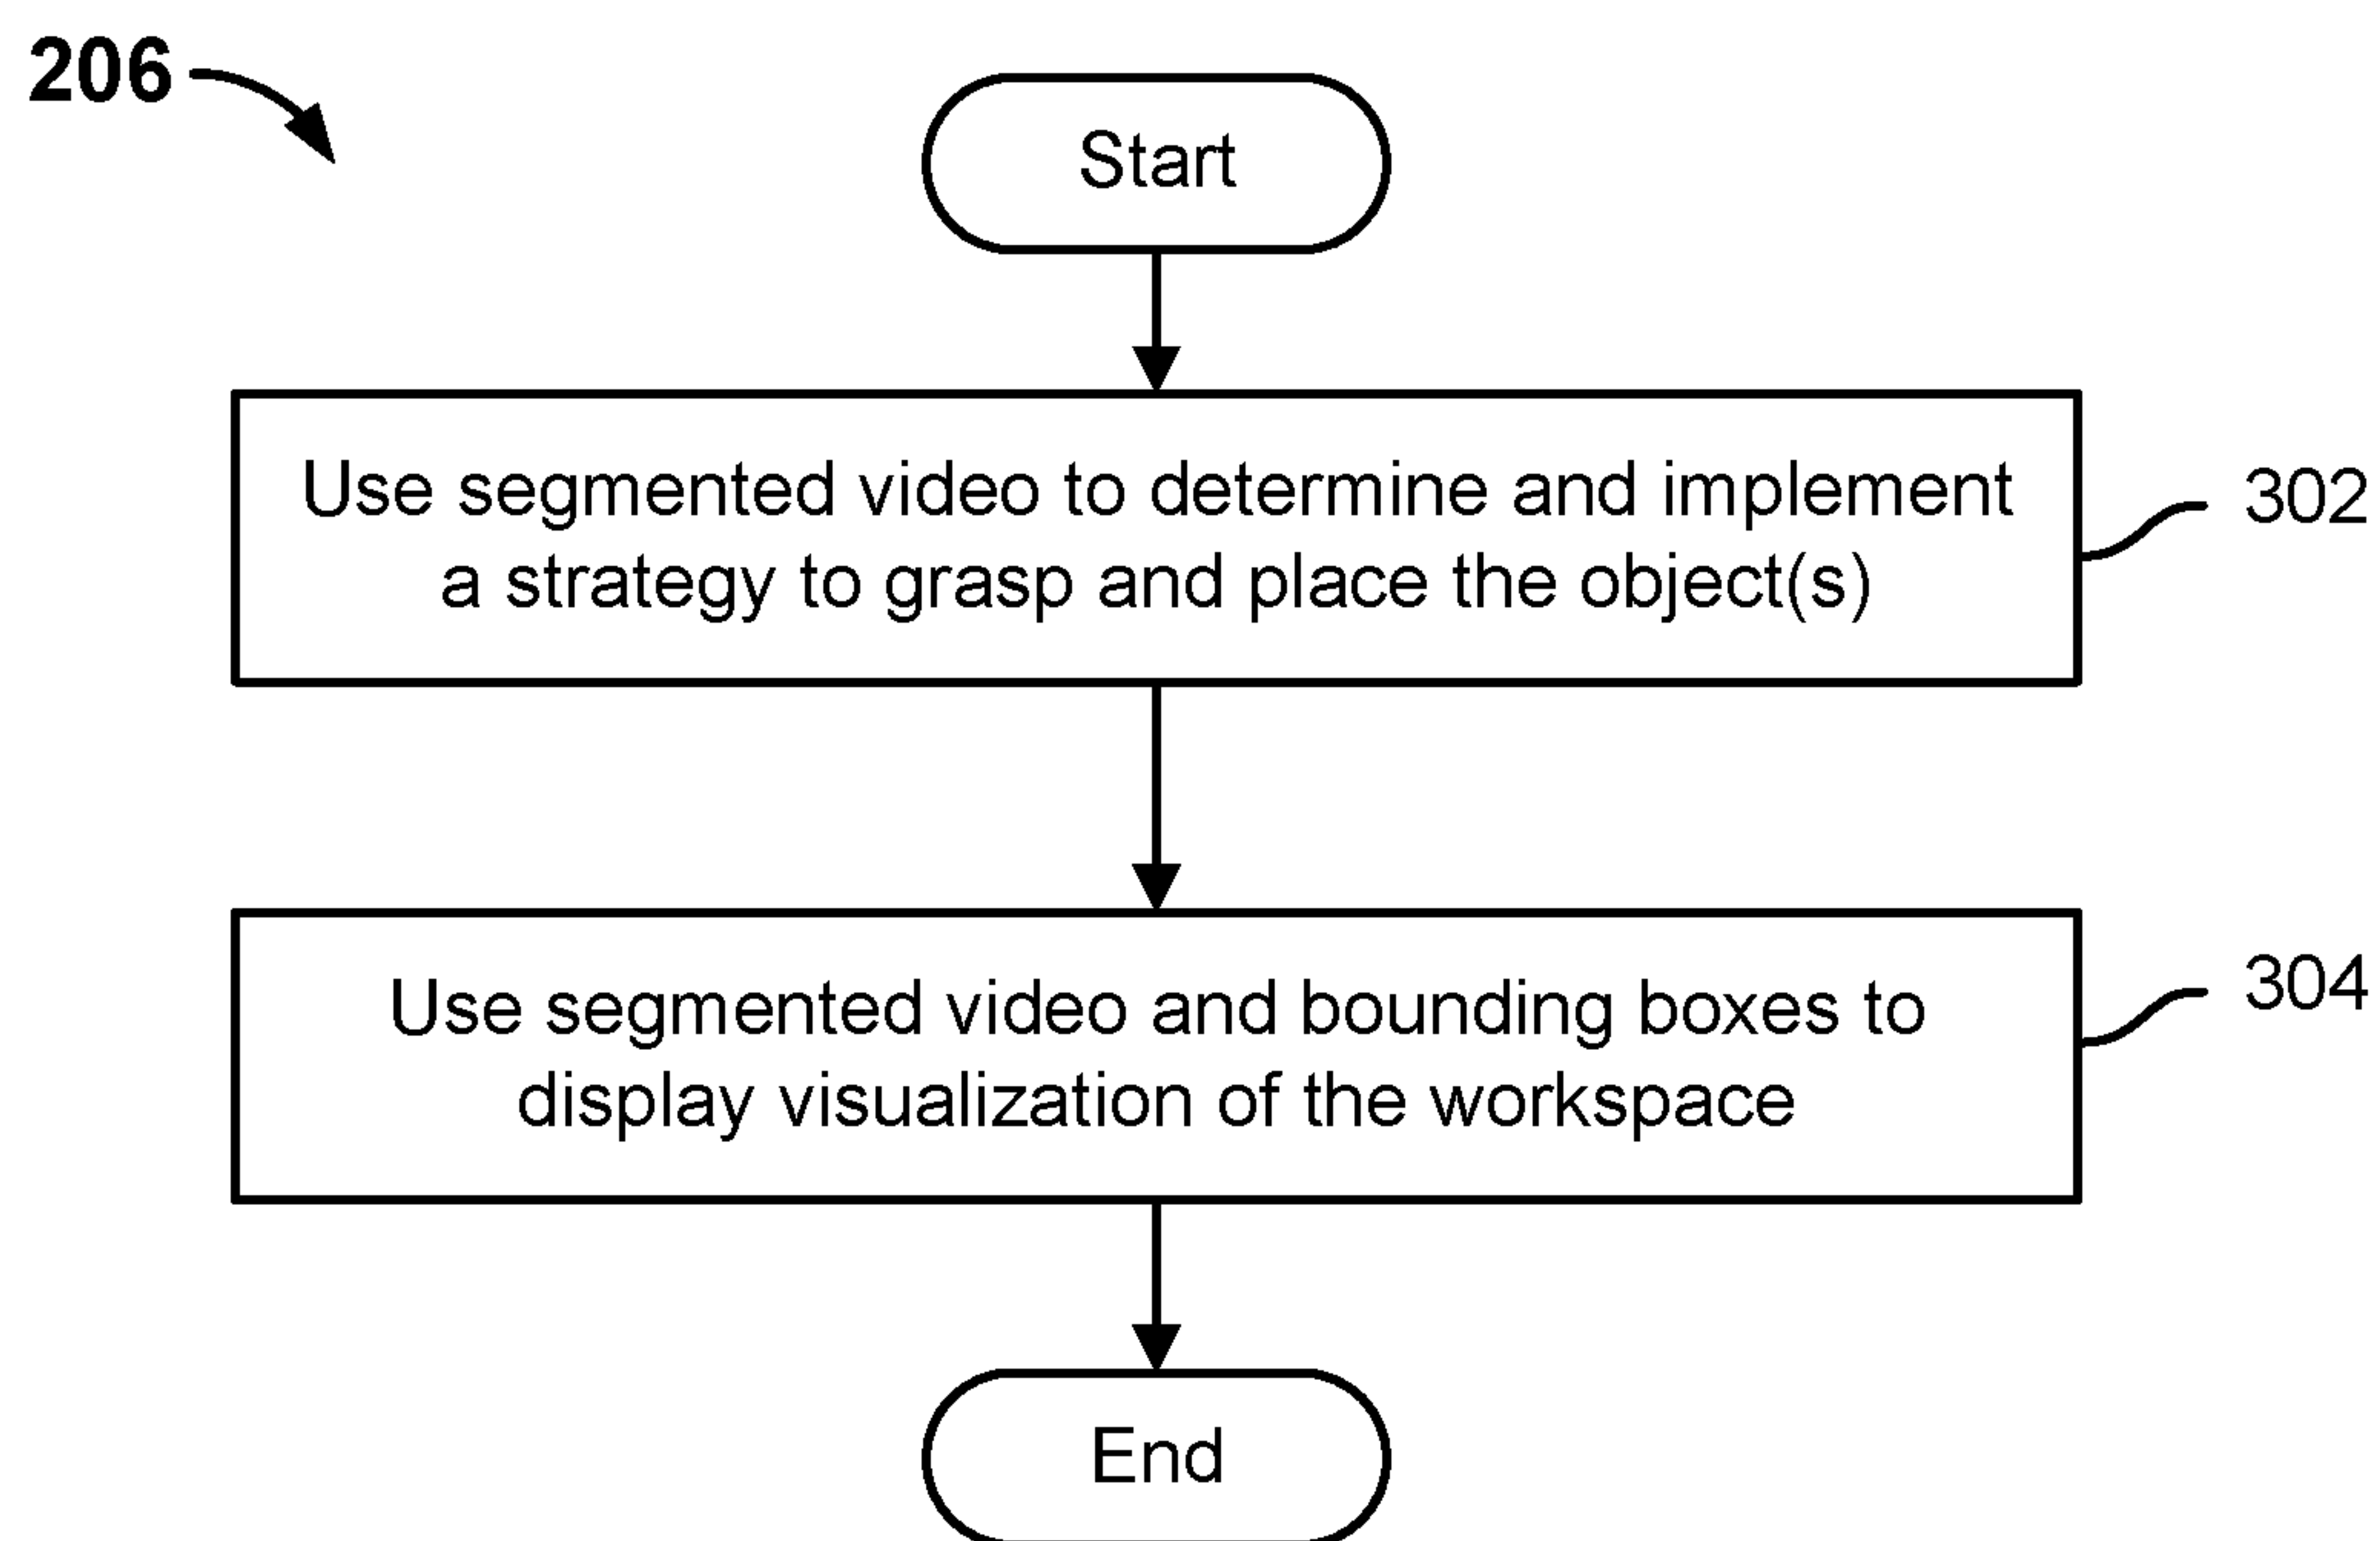 206
Start
Use segmented video to determine and implement
a strategy to grasp and place the object(s)
302
Use segmented video and bounding boxes to
display visualization of the workspace
304
End